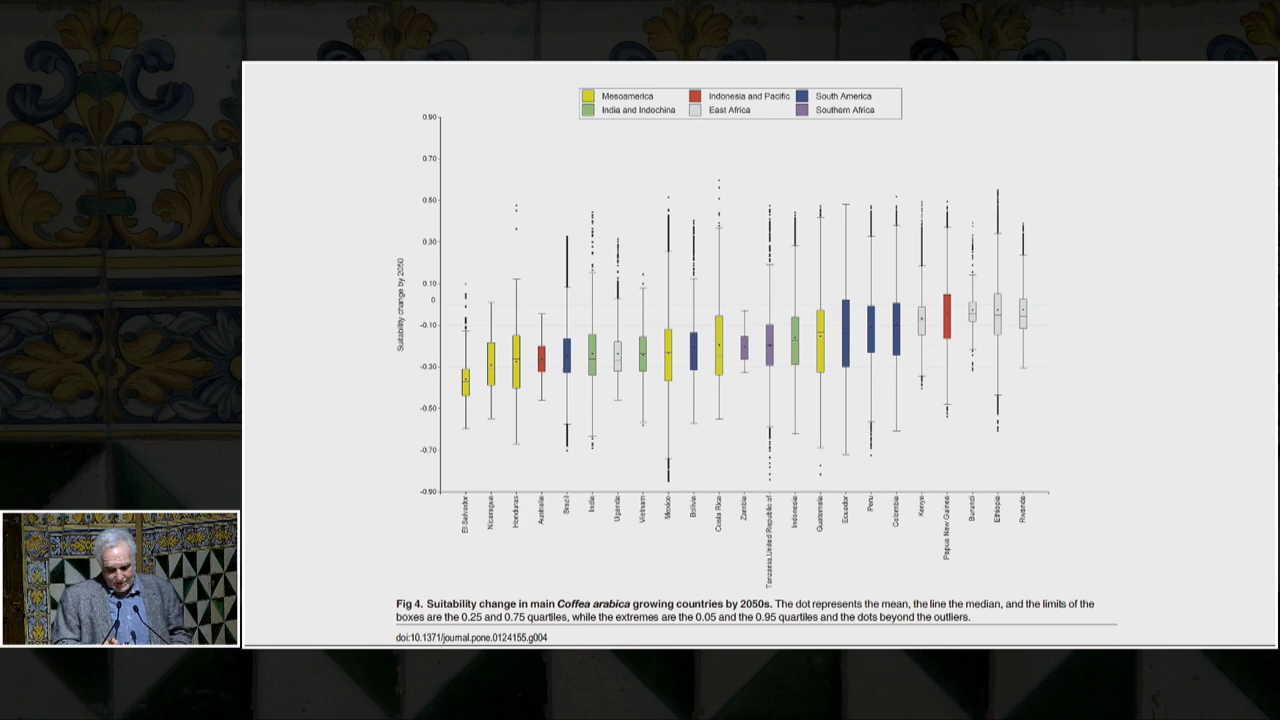 Mesoamerica
Indonesia and Pacific
South America
India and Indochina
East Africa
Southern Africa
Suitability change by 2050
0.90
0.70
0.50
0.30
0.10
0
-0.10
-0.30
-0.50
-0.70
-0.90
El Salvador
Nicaragua
Honduras
Australia
Brazil
India
Uganda
Vietnam
Mexico
Bolivia
Costa Rica
Zambia
Tanzania,United Republic of
Indonesia
Guatemala
Ecuador
Peru
Colombia
Kenya
Papua New Guinea
Burundi
Ethiopia
Rwanda
Fig 4. Suitability change in main Coffea arabica growing countries by 2050s. The dot represents the mean, the line the median, and the limits of the
boxes are the 0.25 and 0.75 quartiles, while the extremes are the 0.05 and the 0.95 quartiles and the dots beyond the outliers.
doi:10.1371/journal.pone.0124155.g004